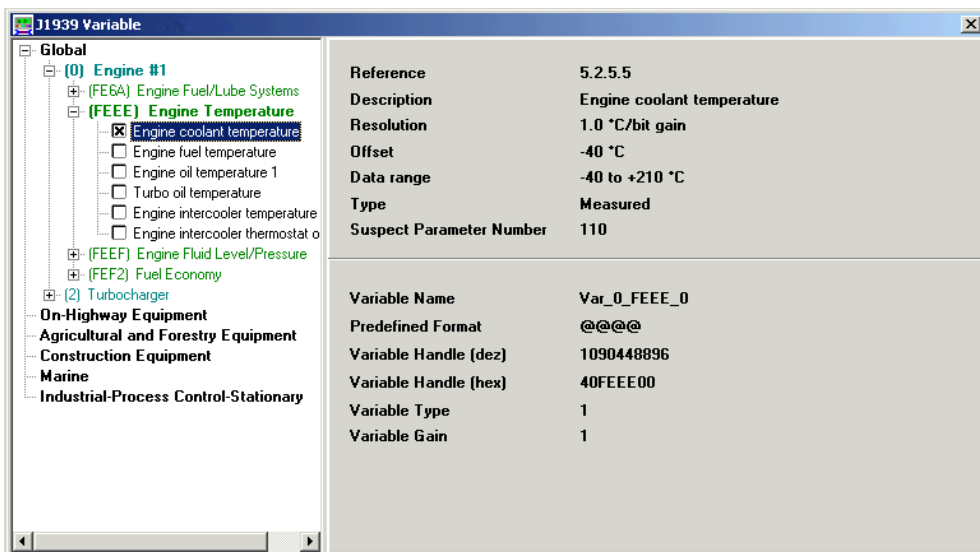 J1939 Variable
Global
(0) Engine #1
(FE6A) Engine Fuel/Lube Systems
(FEEE) Engine Temperature
Engine coolant temperature
Engine fuel temperature
Engine oil temperature 1
Turbo oil temperature
Engine intercooler temperature
Engine intercooler thermostat o
(FEEF) Engine Fluid Level/Pressure
(FEF2) Fuel Economy
(2) Turbocharger
On-Highway Equipment
Agricultural and Forestry Equipment
Construction Equipment
Marine
Industrial-Process Control-Stationary
Reference 5.2.5.5
Description Engine coolant temperature
Resolution 1.0 °C/bit gain
Offset -40 °C
Data range -40 to +210 °C
Type Measured
Suspect Parameter Number 110
Variable Name Var_0_FEEE_0
Predefined Format @@@@
Variable Handle (dez) 1090448896
Variable Handle (hex) 40FEEE00
Variable Type 1
Variable Gain 1